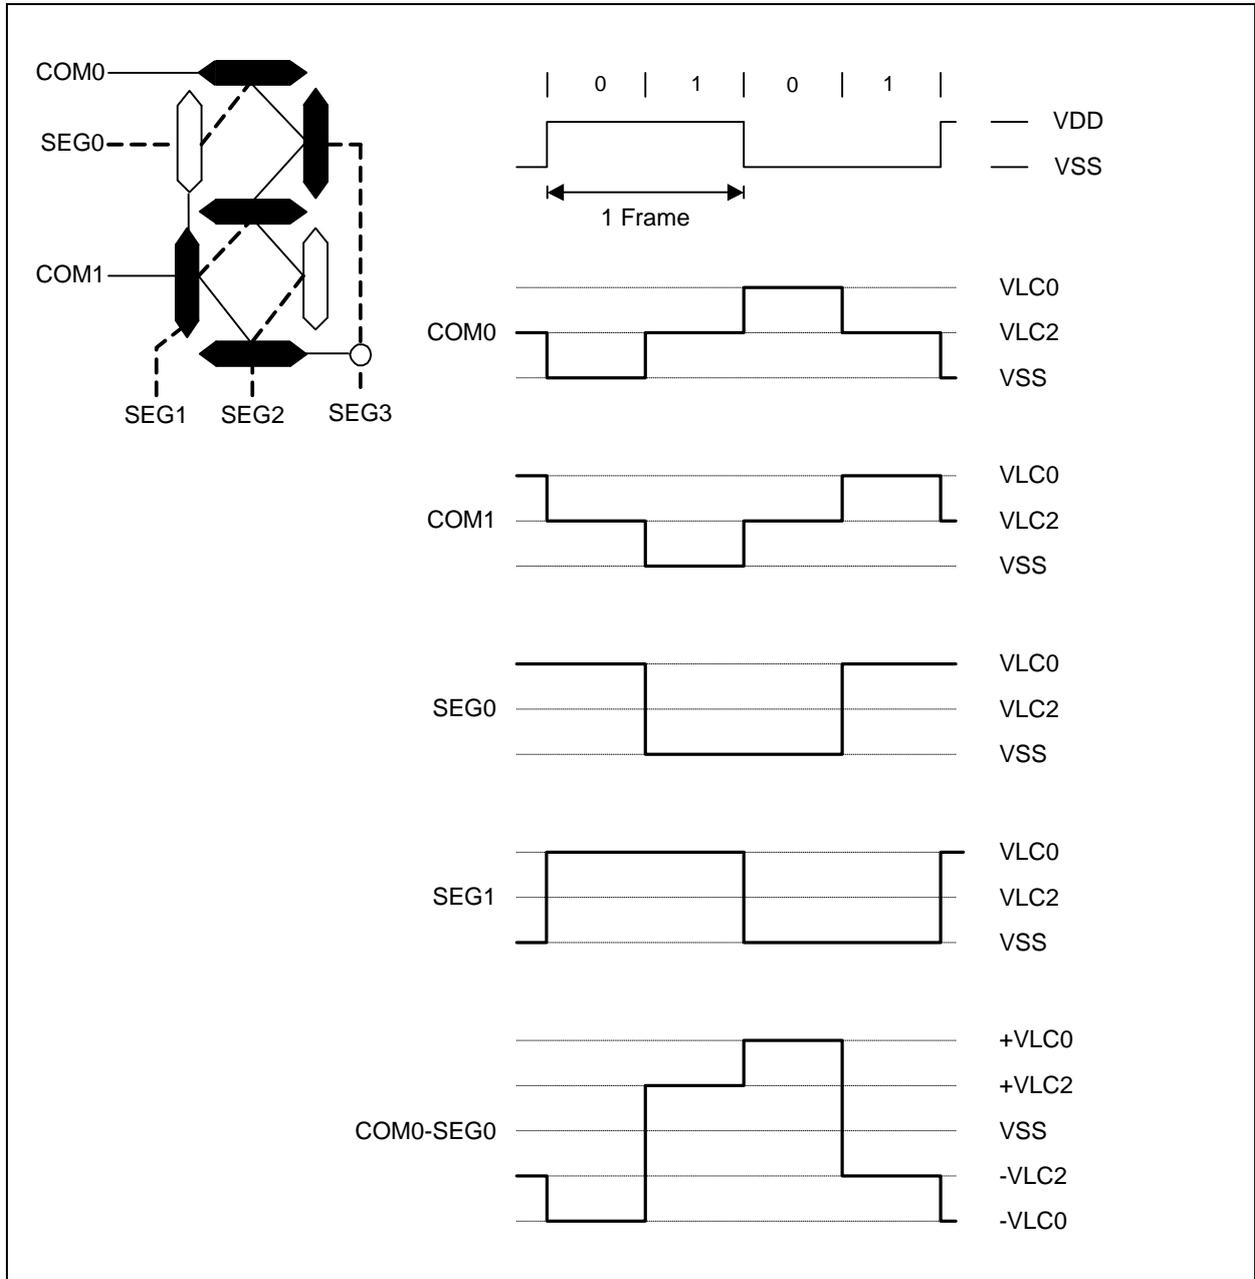 COM0
SEG0
COM1
SEG1 SEG2 SEG3
0 1 0 1
VDD
VSS
1 Frame
COM0
VLC0
VLC2
VSS
COM1
VLC0
VLC2
VSS
SEG0
VLC0
VLC2
VSS
SEG1
VLC0
VLC2
VSS
COM0-SEG0
+VLC0
+VLC2
VSS
-VLC2
-VLC0